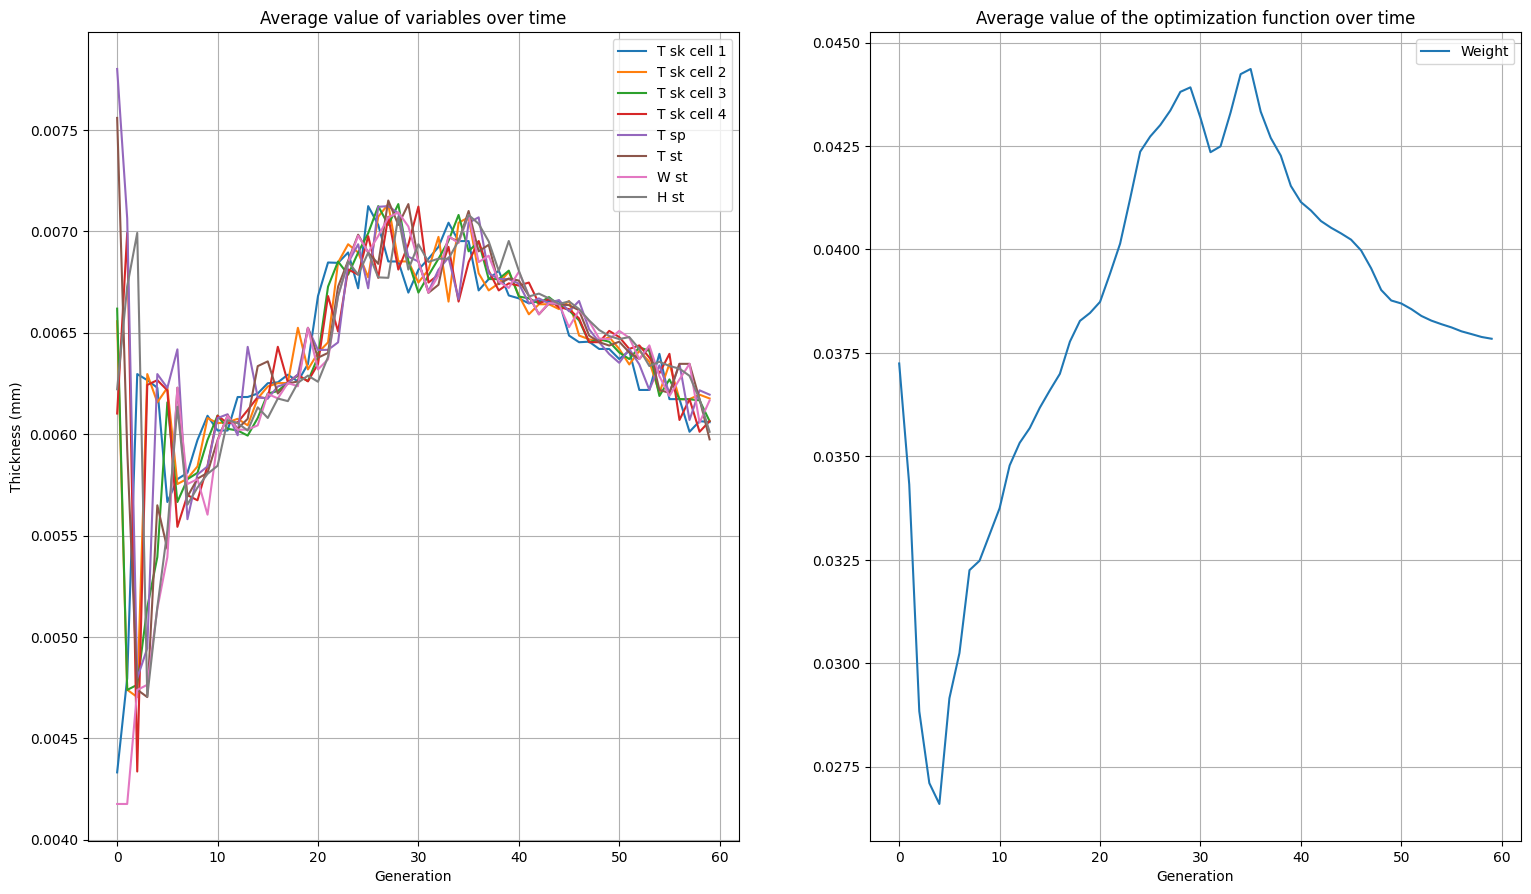 Average value of variables over time
T sk cell 1
T sk cell 2
T sk cell 3
T sk cell 4
T sp
T st
W st
H st
0.0075
0.0070
0.0065
0.0060
0.0055
0.0050
0.0045
0.0040
Thickness (mm)
0 10 20 30 40 50 60
Generation
Average value of the optimization function over time
Weight
0.0450
0.0425
0.0400
0.0375
0.0350
0.0325
0.0300
0.0275
0 10 20 30 40 50 60
Generation